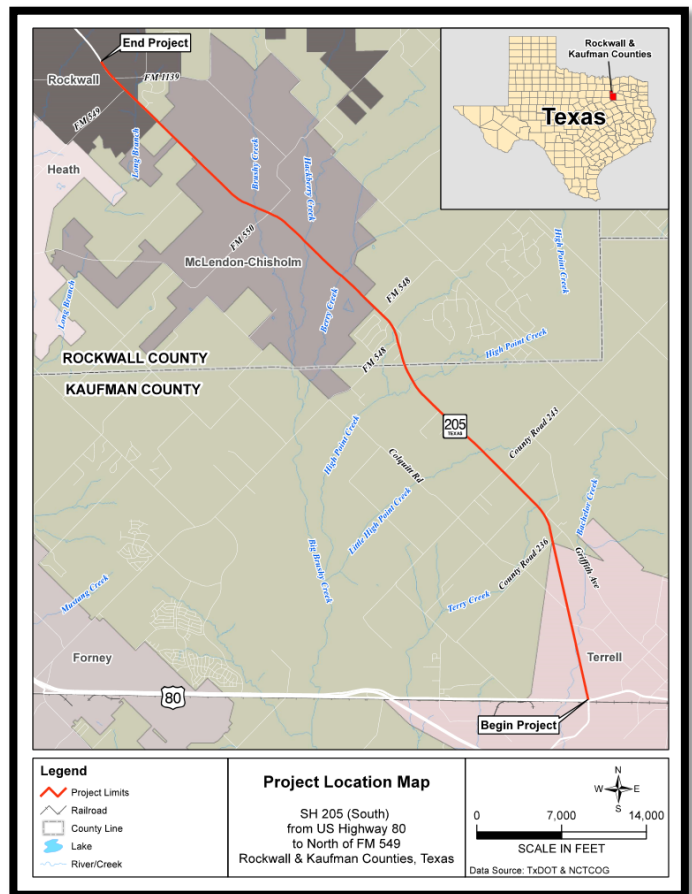 End Project
Rockwall
FM 1139
FM 549
Long Branch
Heath
Brushy Creek
Hackberry Creek
FM 550
McLendon-Chisholm
Long Branch
Berry Creek
FM 548
High Point Creek
Rockwall &
Kaufman Counties
Texas
ROCKWALL COUNTY
KAUFMAN COUNTY
FM 548
High Point Creek
205
TEXAS
County Road 243
High Point Creek
Colquitt Rd
Little High Point Creek
Bachelor Creek
Big Brushy Creek
County Road 236
Griffith Ave
Mustang Creek
Terry Creek
Forney
Terrell
80
Begin Project
Legend
Project Limits
Railroad
County Line
Lake
River/Creek
Project Location Map
SH 205 (South)
from US Highway 80
to North of FM 549
Rockwall & Kaufman Counties, Texas
N
W E
S
0 7,000 14,000
SCALE IN FEET
Data Source: TxDOT & NCTCOG